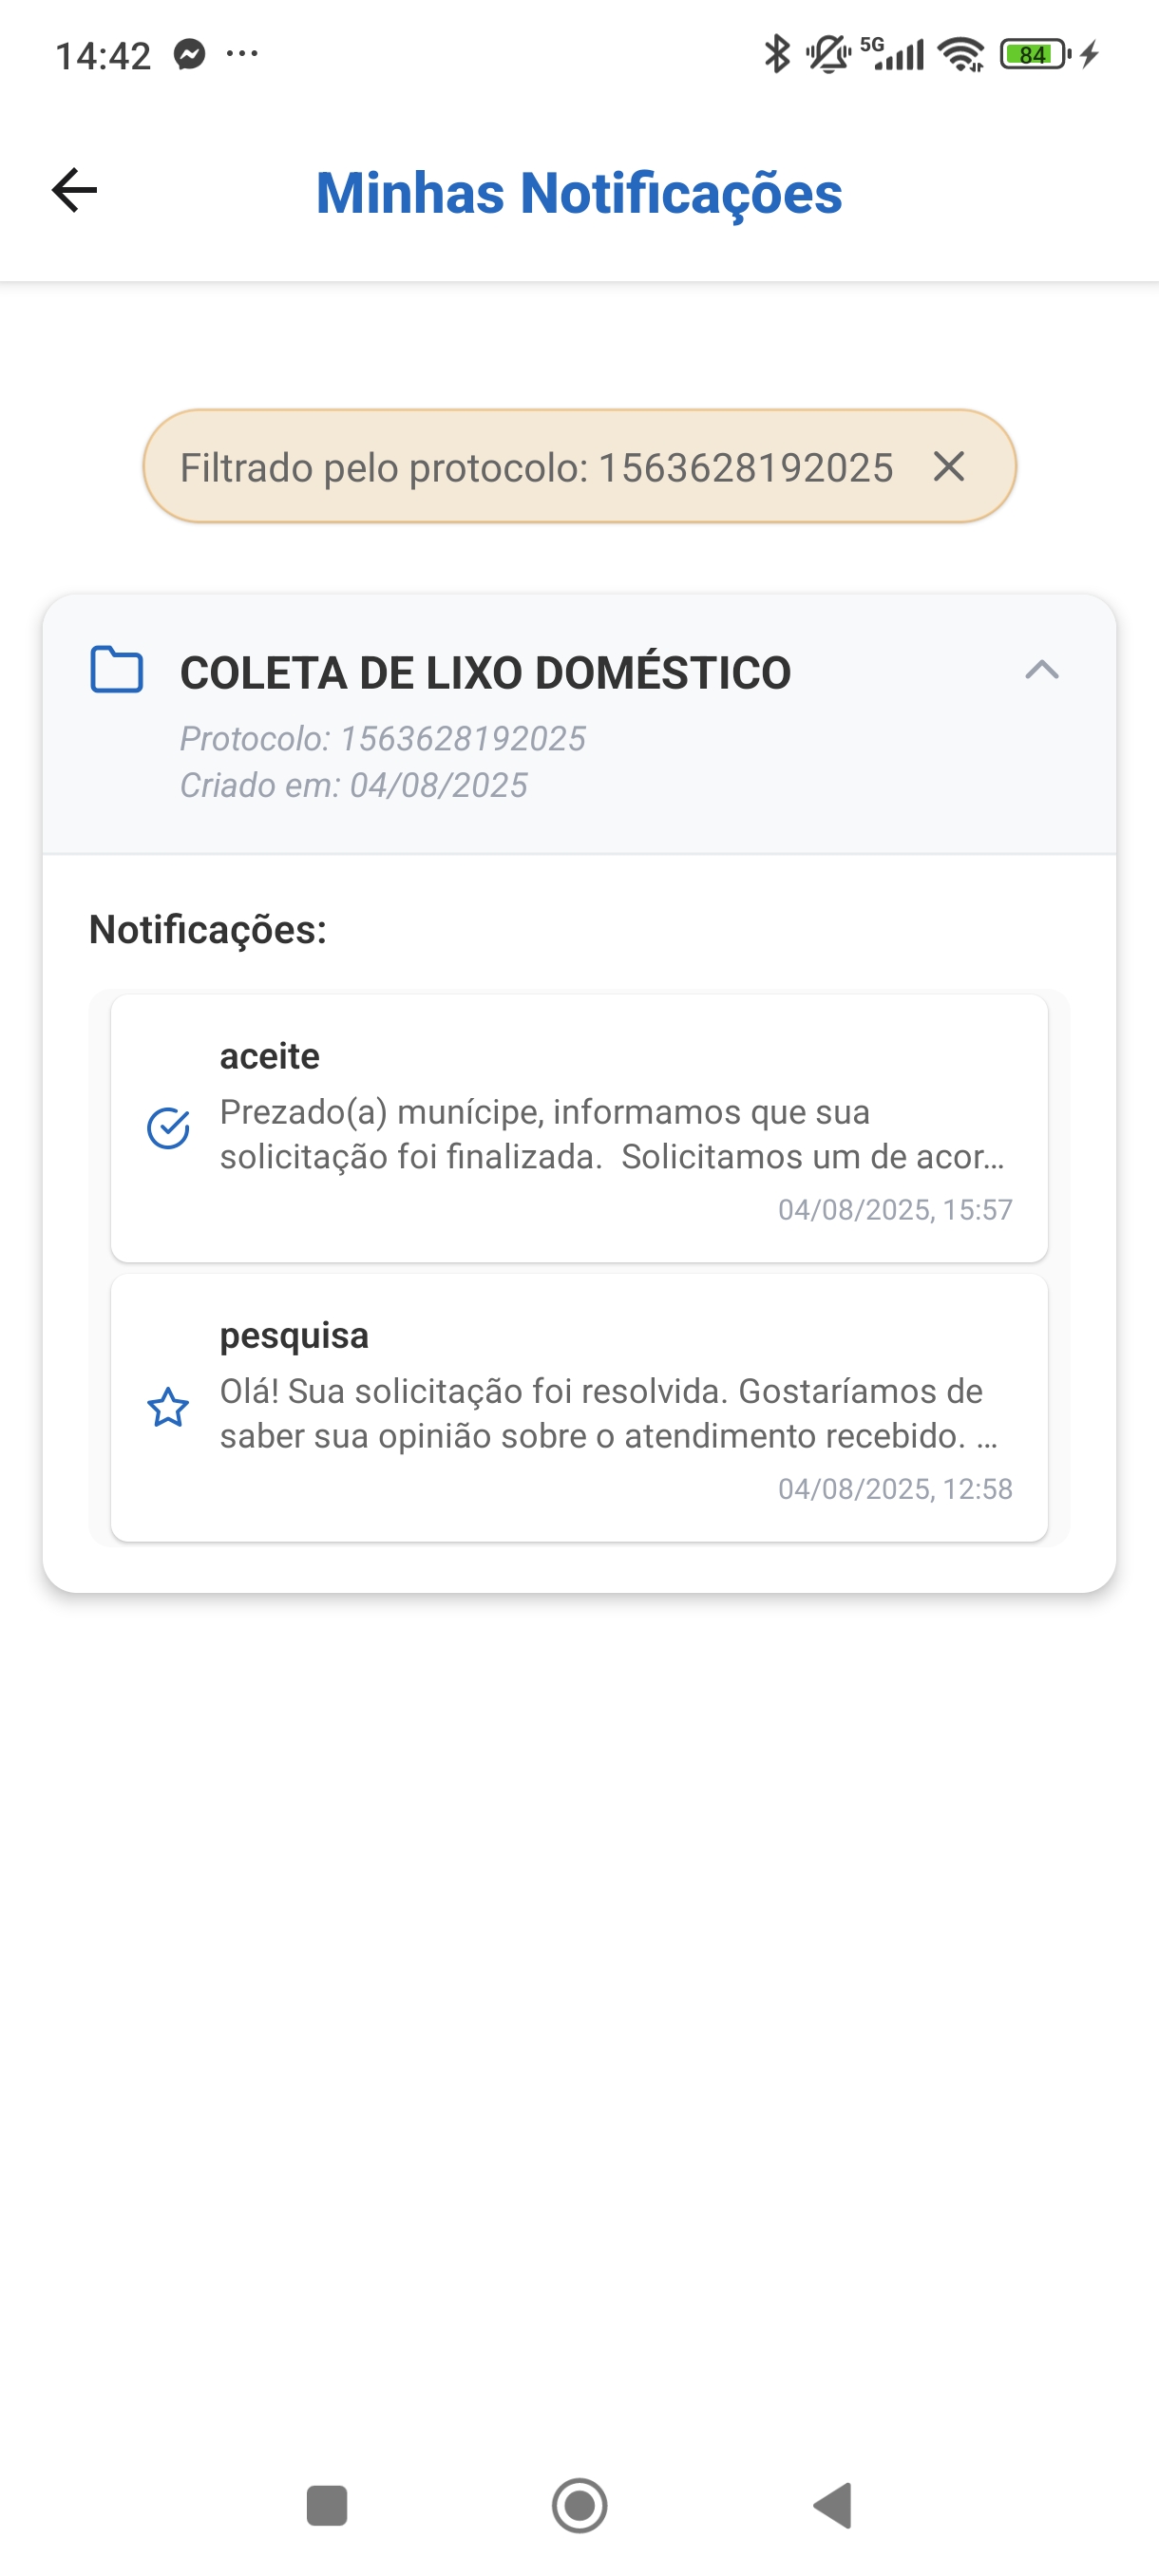 14:42
5G
84
Minhas Notificações
Filtrado pelo protocolo: 1563628192025
COLETA DE LIXO DOMÉSTICO
Protocolo: 1563628192025
Criado em: 04/08/2025
Notificações:
aceite
Prezado(a) munícipe, informamos que sua
solicitação foi finalizada.  Solicitamos um de acor...
04/08/2025, 15:57
pesquisa
Olá! Sua solicitação foi resolvida. Gostaríamos de
saber sua opinião sobre o atendimento recebido. ...
04/08/2025, 12:58